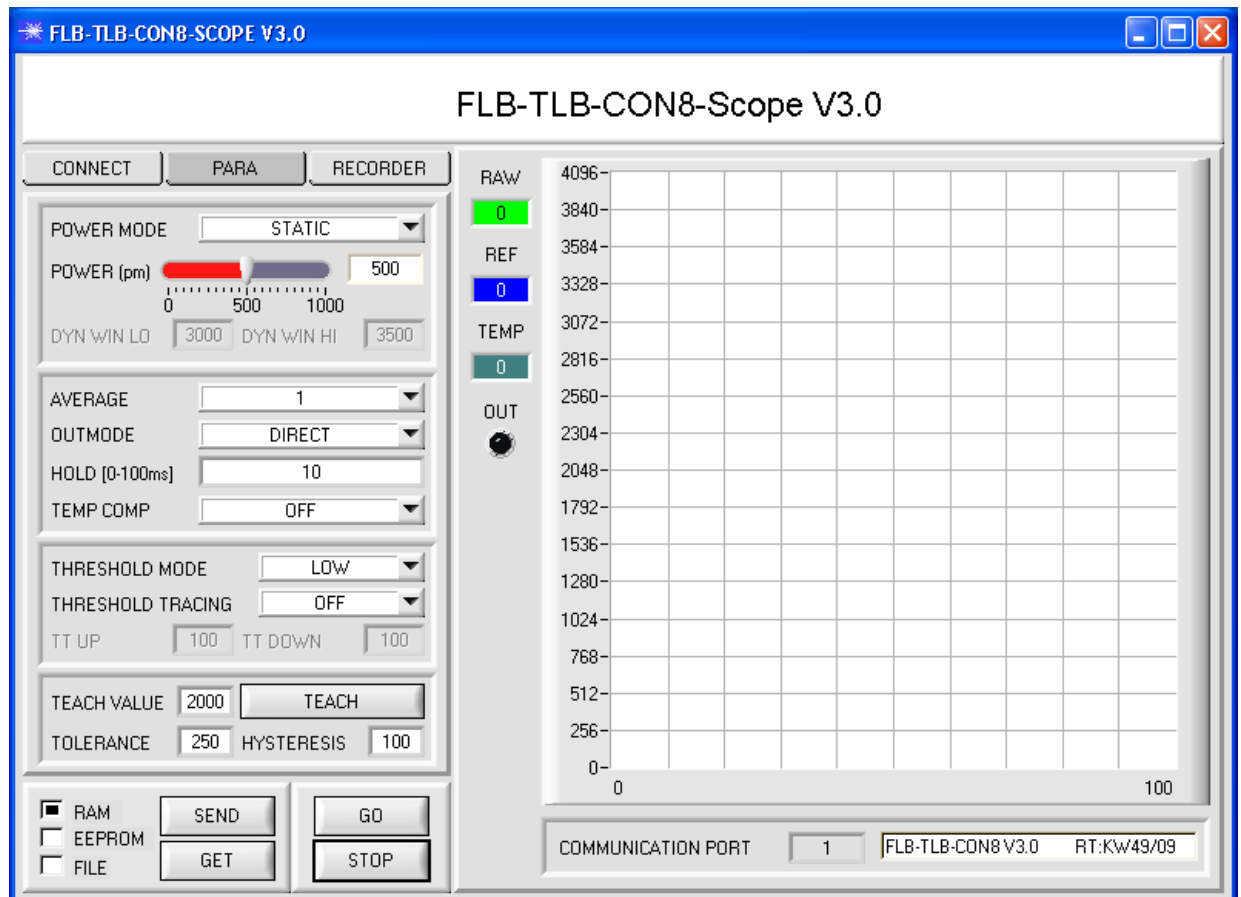 FLB-TLB-CON8-SCOPE V3.0
FLB-TLB-CON8-Scope V3.0
CONNECT PARA RECORDER
POWER MODE STATIC
POWER (pm) 500
0 500 1000
DYN WIN LO 3000 DYN WIN HI 3500
AVERAGE 1
OUTMODE DIRECT
HOLD [0-100ms] 10
TEMP COMP OFF
THRESHOLD MODE LOW
THRESHOLD TRACING OFF
TT UP 100 TT DOWN 100
TEACH VALUE 2000 TEACH
TOLERANCE 250 HYSTERESIS 100
RAM
EEPROM
FILE
SEND
GET
GO
STOP
RAW
0
REF
0
TEMP
0
OUT
4096
3840
3584
3328
3072
2816
2560
2304
2048
1792
1536
1280
1024
768
512
256
0
0 100
COMMUNICATION PORT 1 FLB-TLB-CON8 V3.0 RT:KW49/09